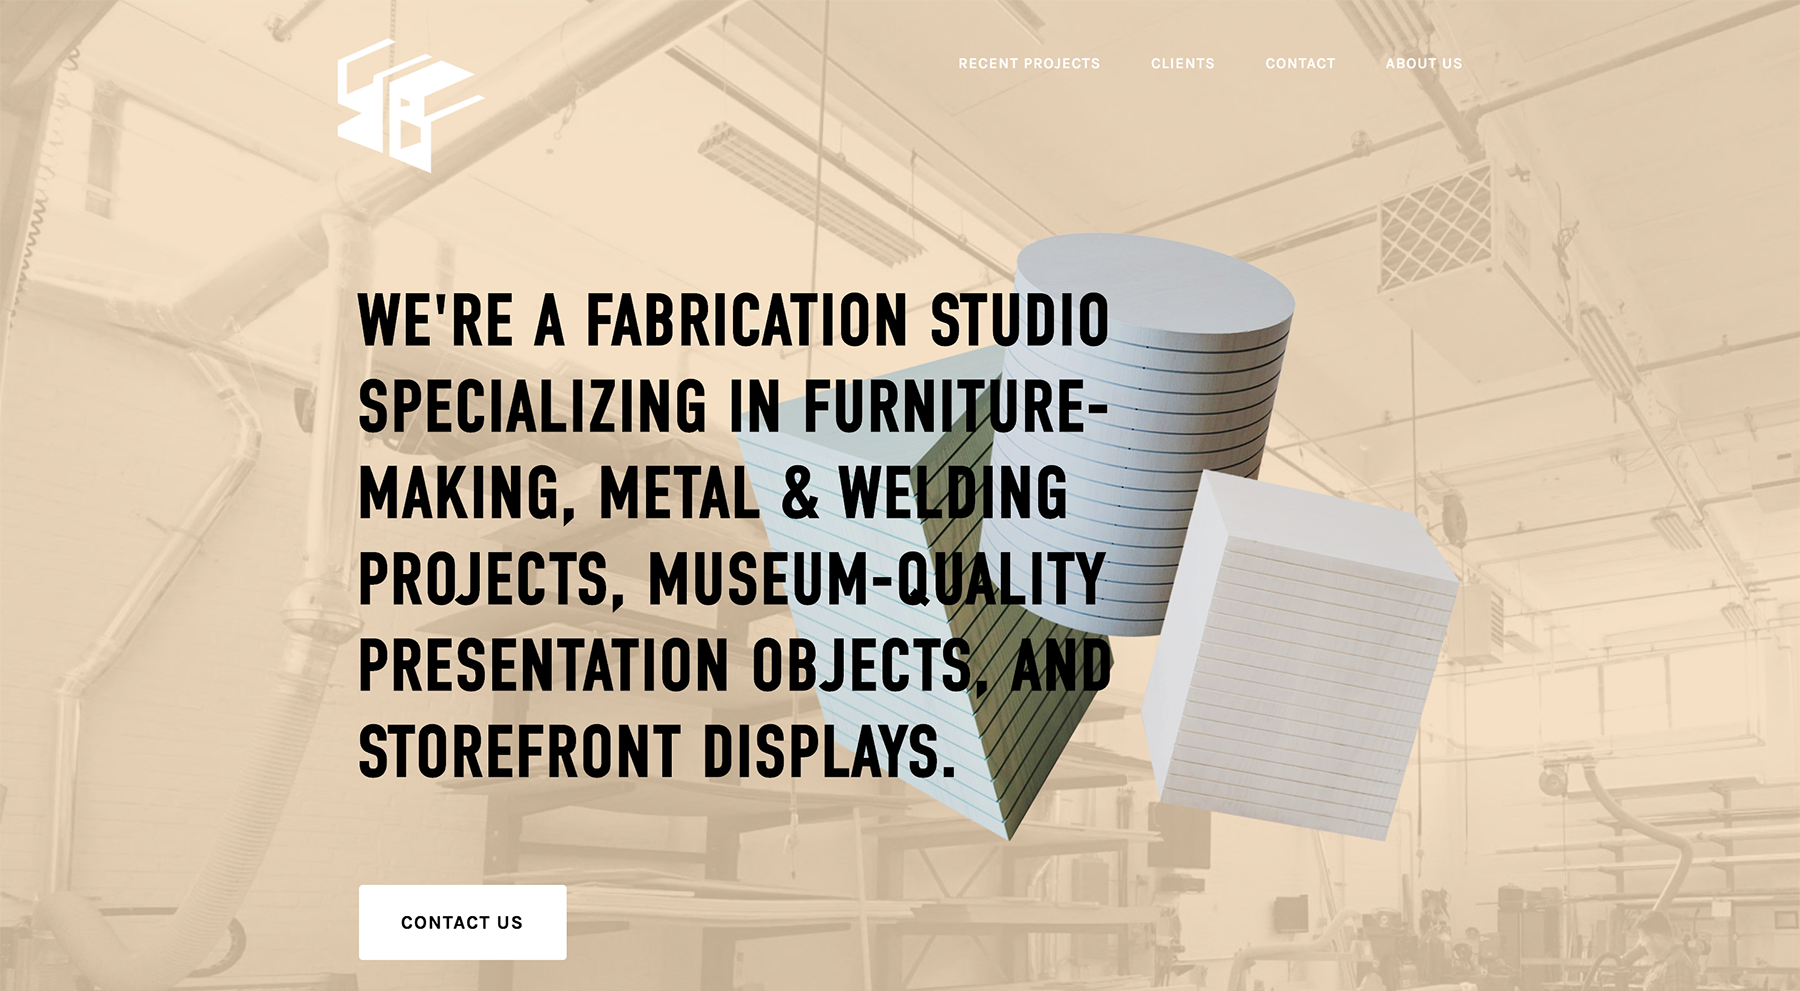 RECENT PROJECTS
CLIENTS
CONTACT
ABOUT US
WE'RE A FABRICATION STUDIO
SPECIALIZING IN FURNITURE-
MAKING, METAL & WELDING
PROJECTS, MUSEUM-QUALITY
PRESENTATION OBJECTS, AND
STOREFRONT DISPLAYS.
CONTACT US